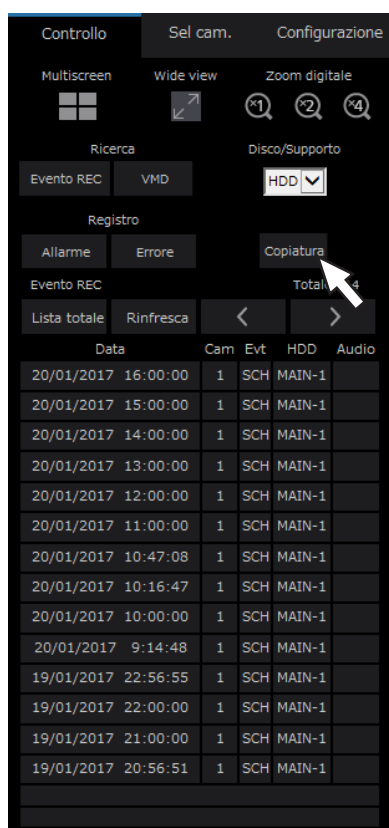 Controllo Sel cam. Configurazione
Multiscreen Wide view Zoom digitale
x1 x2 x4
Ricerca Disco/Supporto
Evento REC VMD HDD
Registro
Allarme Errore Copiatura
Evento REC 4
Lista totale Rinfresca < >
Data Cam Evt HDD Audio
20/01/2017 16:00:00 1 SCH MAIN-1
20/01/2017 15:00:00 1 SCH MAIN-1
20/01/2017 14:00:00 1 SCH MAIN-1
20/01/2017 13:00:00 1 SCH MAIN-1
20/01/2017 12:00:00 1 SCH MAIN-1
20/01/2017 11:00:00 1 SCH MAIN-1
20/01/2017 10:47:08 1 SCH MAIN-1
20/01/2017 10:16:47 1 SCH MAIN-1
20/01/2017 10:00:00 1 SCH MAIN-1
20/01/2017 9:14:48 1 SCH MAIN-1
19/01/2017 22:56:55 1 SCH MAIN-1
19/01/2017 22:00:00 1 SCH MAIN-1
19/01/2017 21:00:00 1 SCH MAIN-1
19/01/2017 20:56:51 1 SCH MAIN-1